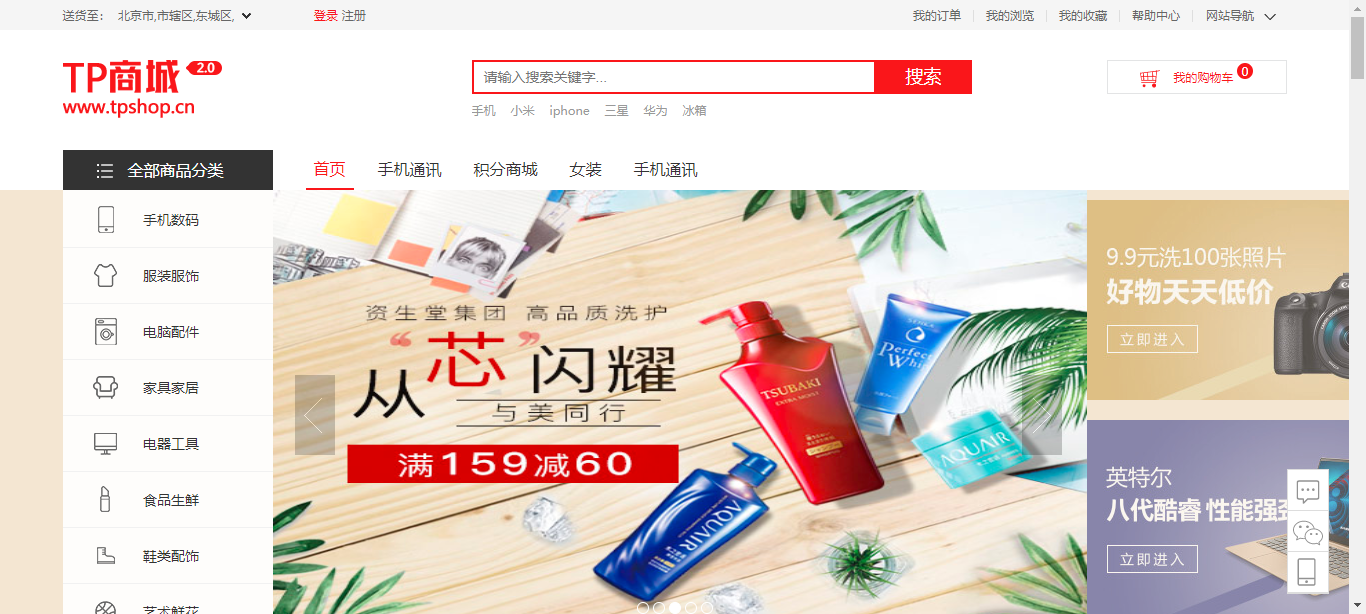 送货至： 北京市,市辖区,东城区,
登录 注册
我的订单 我的浏览 我的收藏 帮助中心 网站导航
TP商城 2.0
www.tpshop.cn
请输入搜索关键字...
搜索
我的购物车 0
手机 小米 iphone 三星 华为 冰箱
全部商品分类
首页 手机通讯 积分商城 女装 手机通讯
手机数码
服装服饰
电脑配件
家具家居
电器工具
食品生鲜
鞋类配饰
艺术鲜花
资生堂集团 高品质洗护
从“芯”闪耀
与美同行
满159减60
TSUBAKI
EXTRA MOIST
SENKA
Perfect
Whi
AQUAIR
AQUAIR
9.9元洗100张照片
好物天天低价
立即进入
英特尔
八代酷睿 性能强劲
立即进入